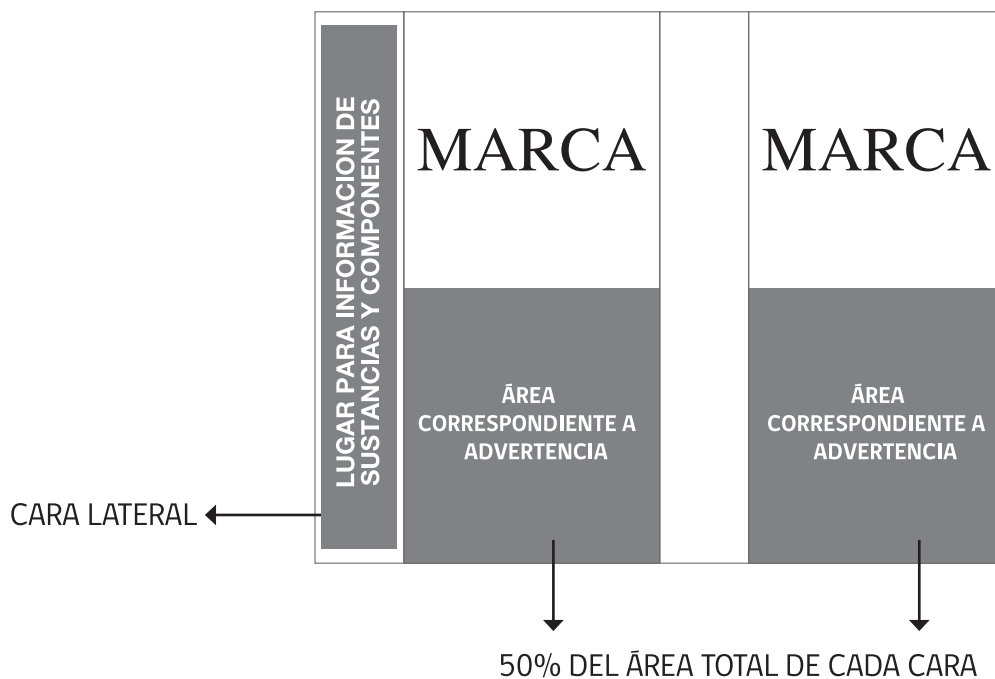 LUGAR PARA INFORMACION DE
SUSTANCIAS Y COMPONENTES
MARCA
MARCA
ÁREA
CORRESPONDIENTE A
ADVERTENCIA
ÁREA
CORRESPONDIENTE A
ADVERTENCIA
CARA LATERAL
50% DEL ÁREA TOTAL DE CADA CARA